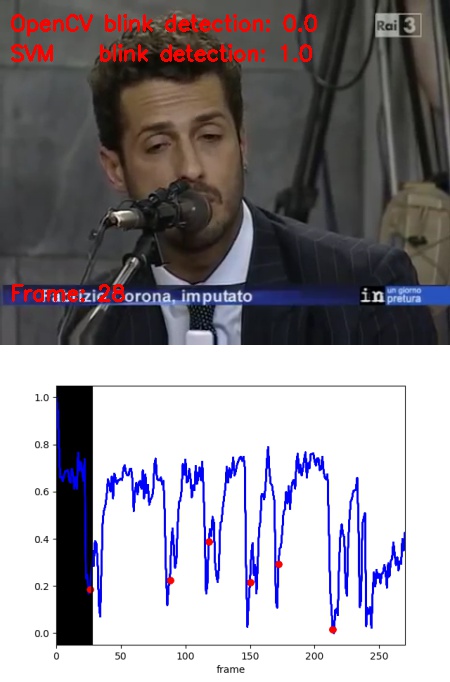 OpenCV blink detection: 0.0
Rai 3
SVM blink detection: 1.0
Frame: 28
Fabrizio Corona, imputato
in un giorno
pretura
1.0
0.8
0.6
0.4
0.2
0.0
0 50 100 150 200 250
frame